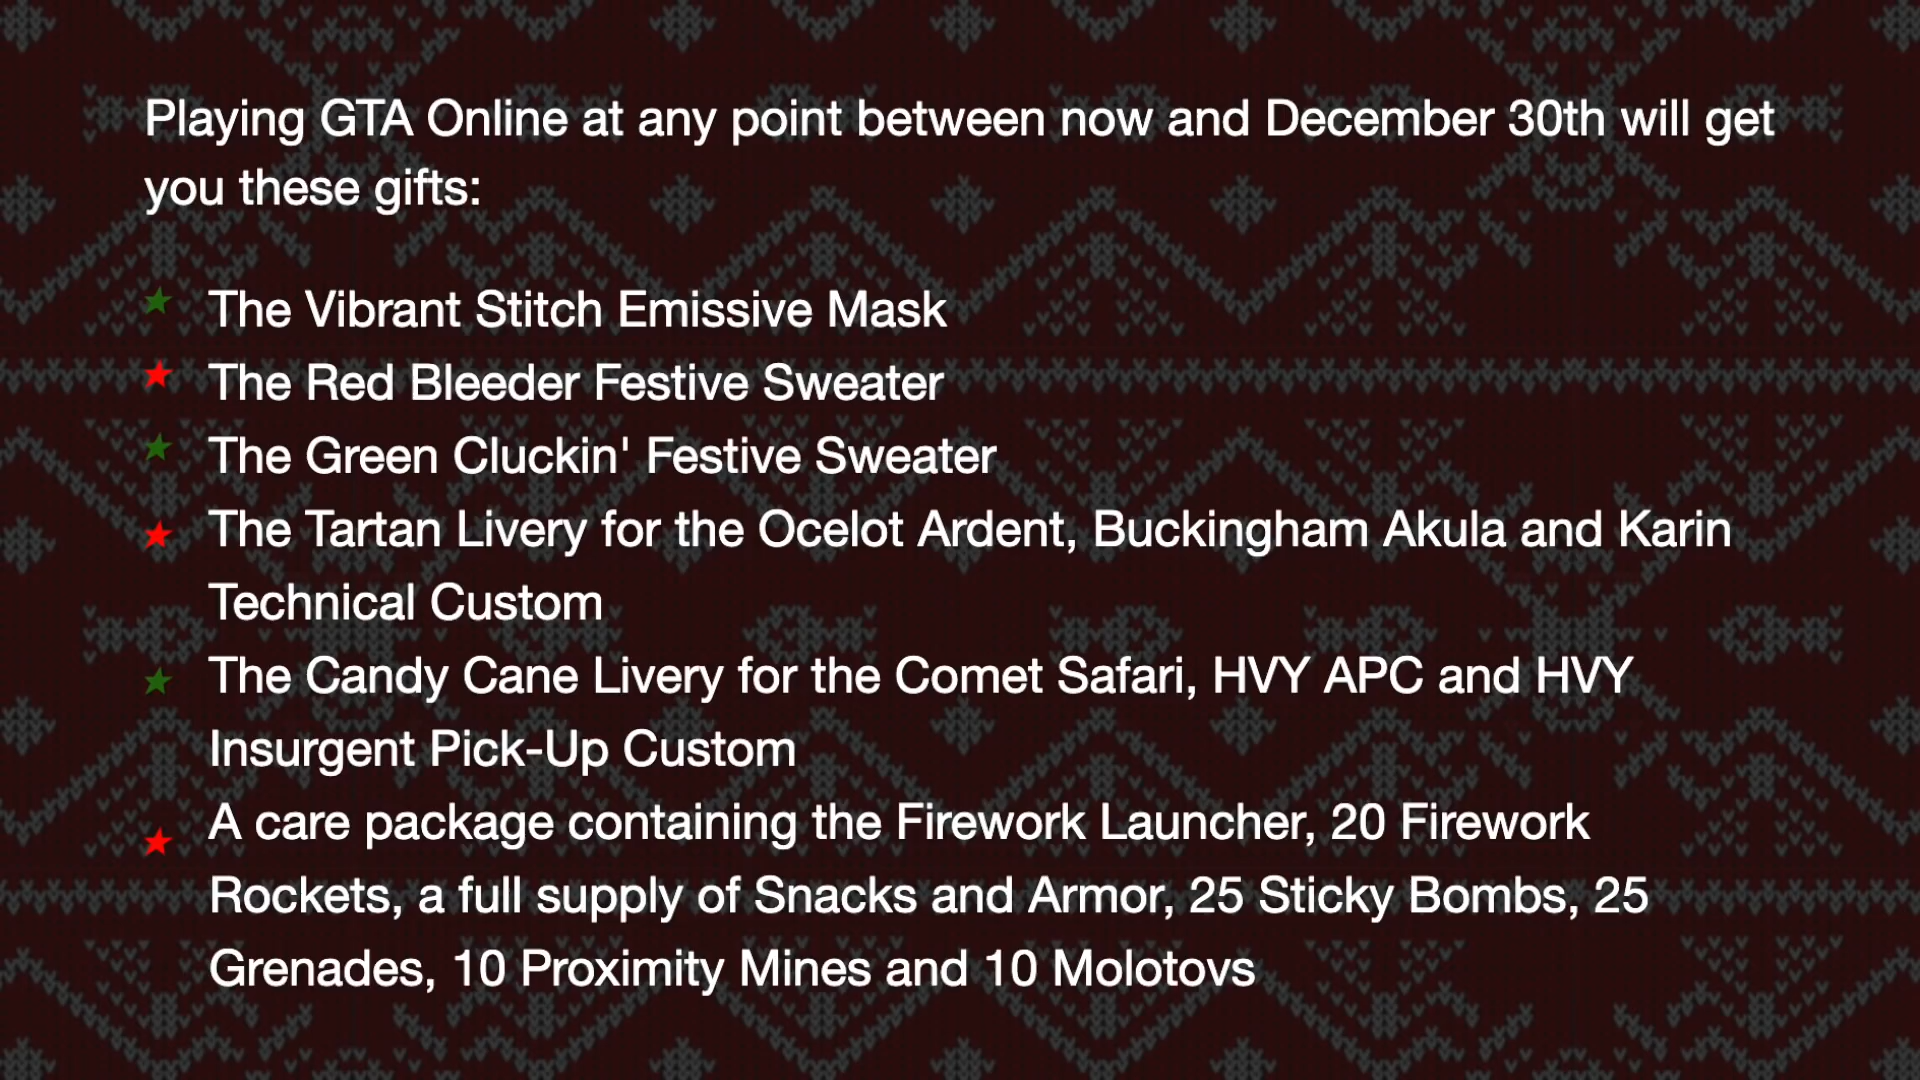 Playing GTA Online at any point between now and December 30th will get
you these gifts:
The Vibrant Stitch Emissive Mask
The Red Bleeder Festive Sweater
The Green Cluckin' Festive Sweater
The Tartan Livery for the Ocelot Ardent, Buckingham Akula and Karin
Technical Custom
The Candy Cane Livery for the Comet Safari, HVY APC and HVY
Insurgent Pick-Up Custom
A care package containing the Firework Launcher, 20 Firework
Rockets, a full supply of Snacks and Armor, 25 Sticky Bombs, 25
Grenades, 10 Proximity Mines and 10 Molotovs